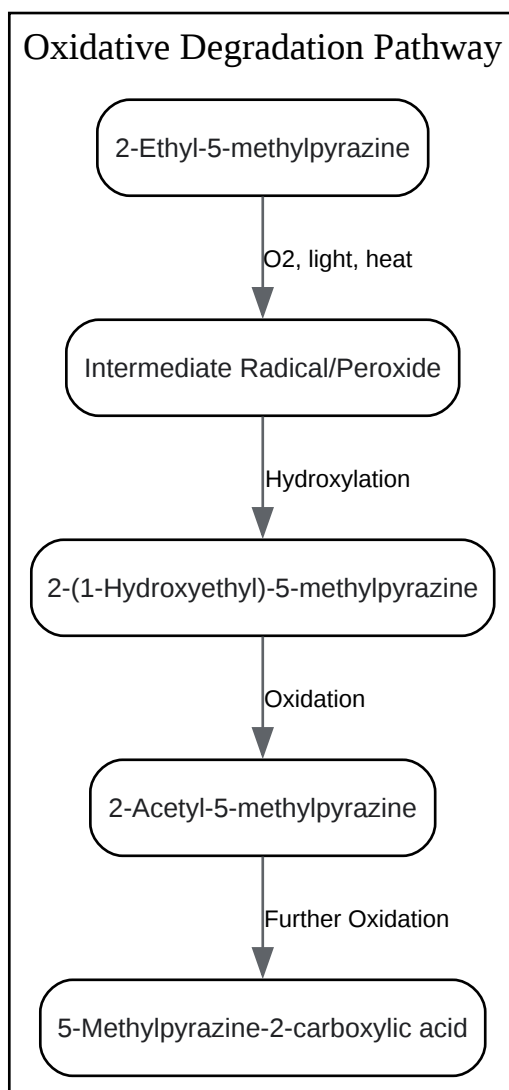 Oxidative Degradation Pathway
2-Ethyl-5-methylpyrazine
O2, light, heat
Intermediate Radical/Peroxide
Hydroxylation
2-(1-Hydroxyethyl)-5-methylpyrazine
Oxidation
2-Acetyl-5-methylpyrazine
Further Oxidation
5-Methylpyrazine-2-carboxylic acid